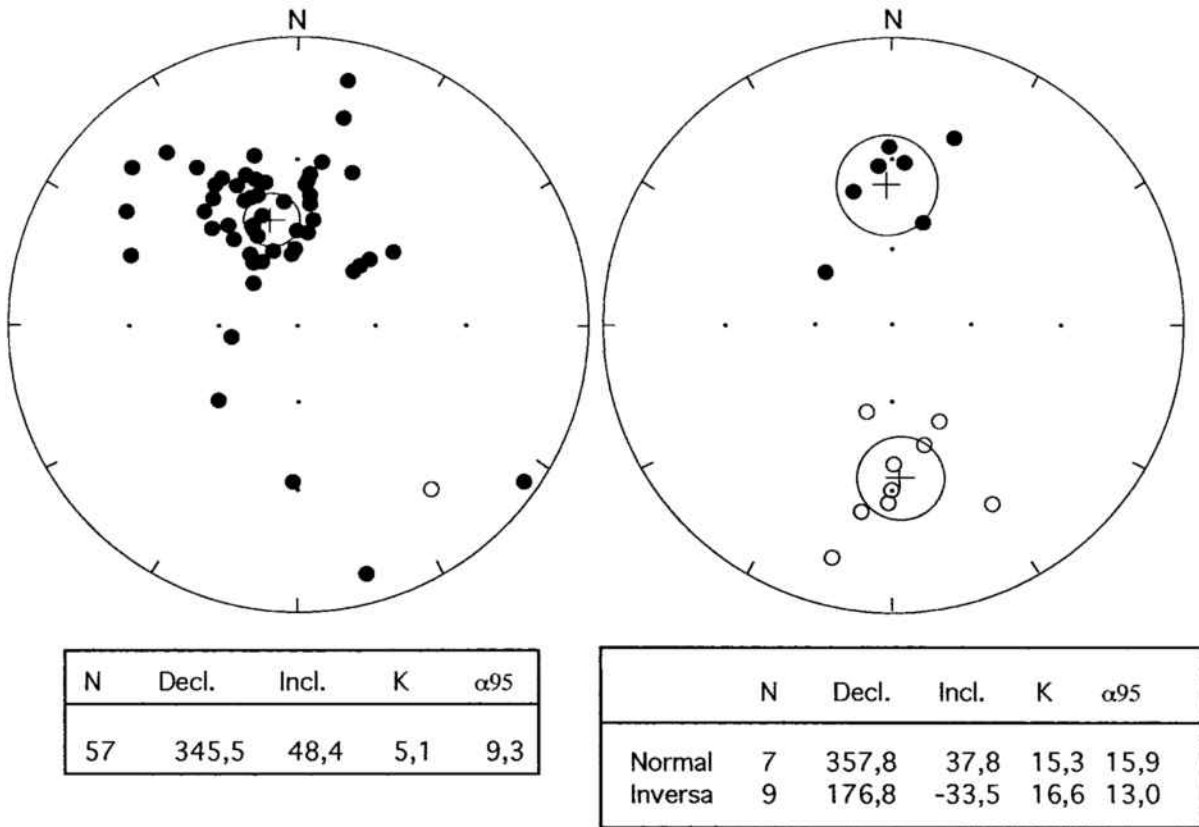 N
N
N Decl. Incl. K α95
57 345,5 48,4 5,1 9,3
N Decl. Incl. K α95
Normal 7 357,8 37,8 15,3 15,9
Inversa 9 176,8 -33,5 16,6 13,0